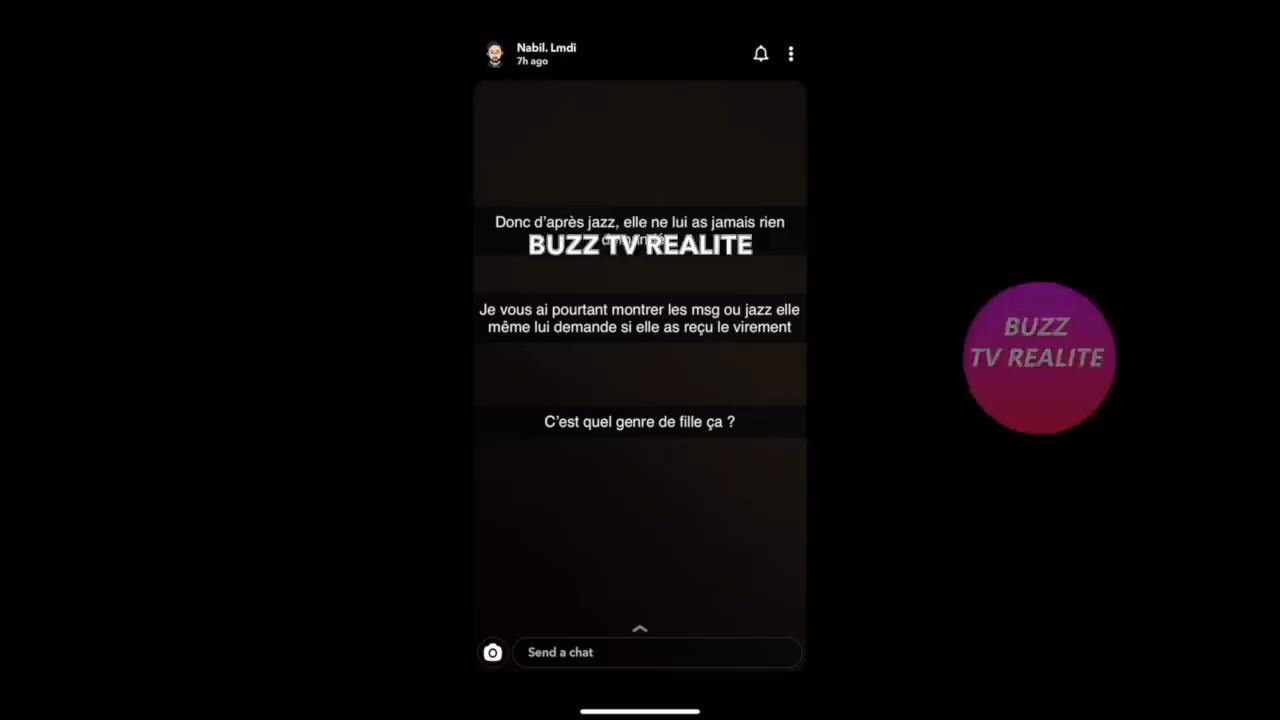 Nabil. Lmdi
7h ago
Donc d'après jazz, elle ne lui as jamais rien
BUZZ TV REALITE
Je vous ai pourtant montrer les msg ou jazz elle
même lui demande si elle as reçu le virement
C'est quel genre de fille ça ?
Send a chat
BUZZ
TV REALITE